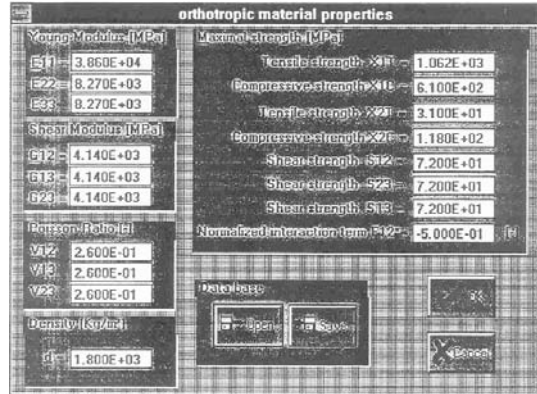 orthotropic material properties
Young Modulus [MPa]
E11 = 3.860E+04
E22 = 8.270E+03
E33 = 8.270E+03
Shear Modulus [MPa]
G12 = 4.140E+03
G13 = 4.140E+03
G23 = 4.140E+03
Poisson Ratio [-]
V12 2.600E-01
V13 2.600E-01
V23 2.600E-01
Density
d = 1.800E+03
Maximal strength [MPa]
Tensile strength X1T = 1.062E+03
Compressive strength X1C = 6.100E+02
Tensile strength X2T = 3.100E+01
Compressive strength X2C = 1.180E+02
Shear strength S12 = 7.200E+01
Shear strength S23 = 7.200E+01
Shear strength S13 = 7.200E+01
Normalized interaction term F12* = -5.000E-01 [-]
Data base
Open Save
Ok
Cancel